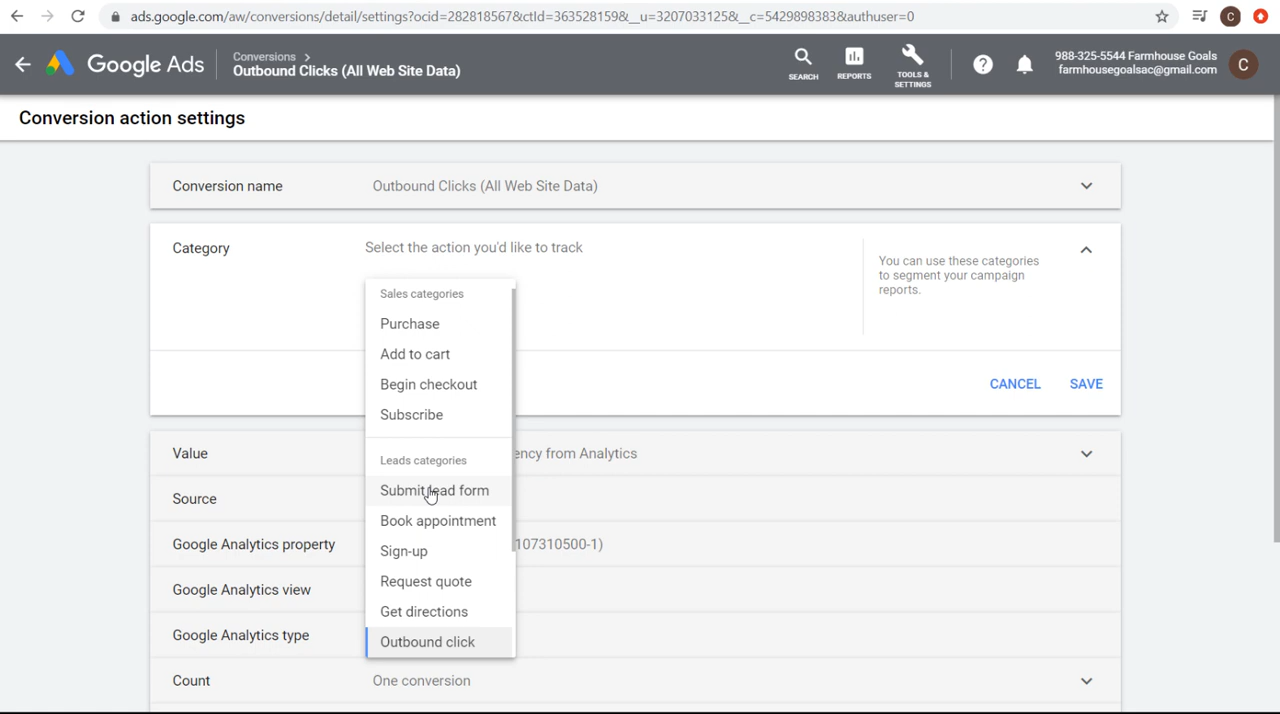 ads.google.com/aw/conversions/detail/settings?ocid=282818567&ctId=363528159&__u=3207033125&__c=5429898383&authuser=0
C
Google Ads
Conversions >
Outbound Clicks (All Web Site Data)
SEARCH
REPORTS
TOOLS &
SETTINGS
?
988-325-5544 Farmhouse Goals
farmhousegoalsac@gmail.com
C
Conversion action settings
Conversion name
Outbound Clicks (All Web Site Data)
Category
Select the action you'd like to track
You can use these categories
to segment your campaign
reports.
Sales categories
Purchase
Add to cart
Begin checkout
Subscribe
CANCEL
SAVE
Value
ency from Analytics
Leads categories
Submit lead form
Source
Book appointment
Google Analytics property
107310500-1)
Sign-up
Request quote
Google Analytics view
Get directions
Google Analytics type
Outbound click
Count
One conversion